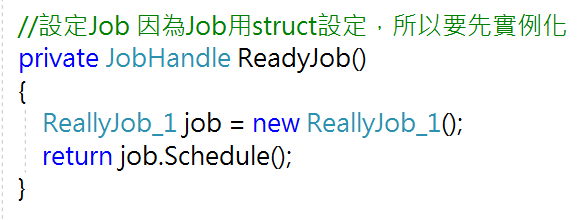 //設定Job 因為Job用struct設定，所以要先實例化
private JobHandle ReadyJob()
{
ReallyJob_1 job = new ReallyJob_1();
return job.Schedule();
}